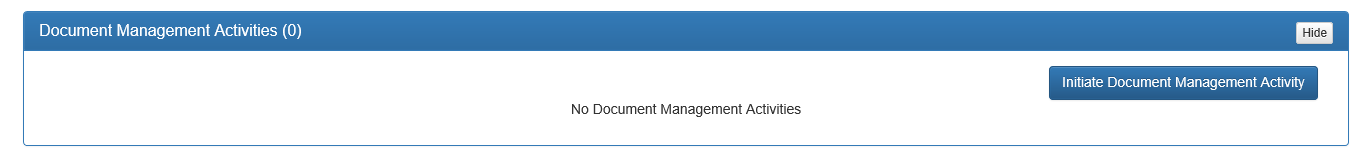 Document Management Activities (0)
Hide
Initiate Document Management Activity
No Document Management Activities